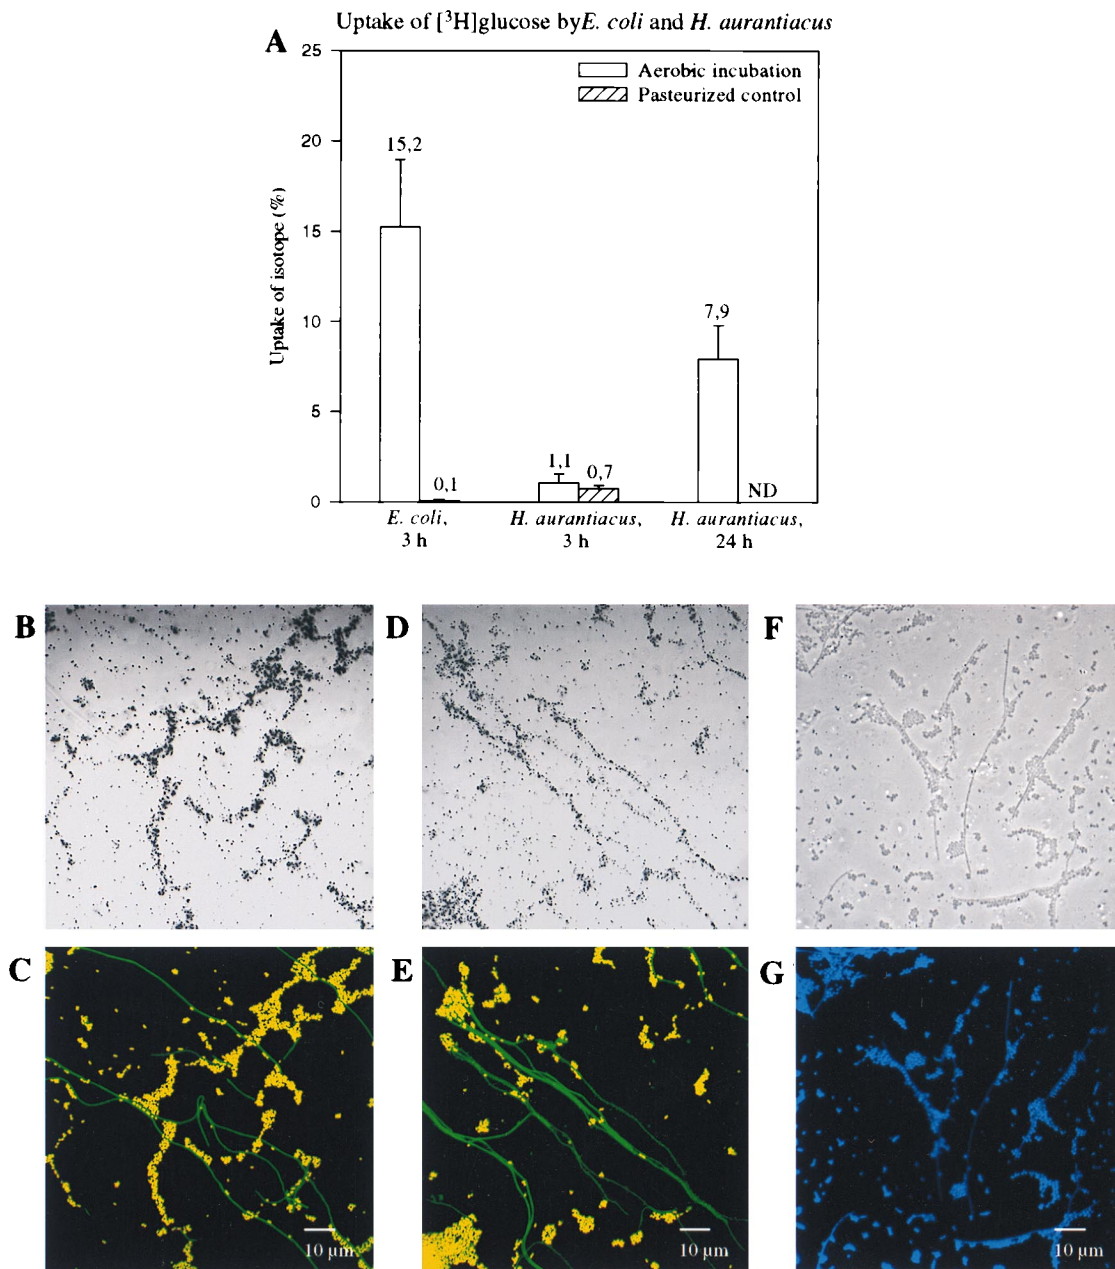 Uptake of [³H]glucose byE. coli and H. aurantiacus
A
25
20
15
10
5
0
Uptake of isotope (%)
Aerobic incubation
Pasteurized control
15,2
0,1
1,1
0,7
7,9
ND
E. coli,
3 h
H. aurantiacus,
3 h
H. aurantiacus,
24 h
B
D
F
C
E
G
10 µm
10 µm
10 µm